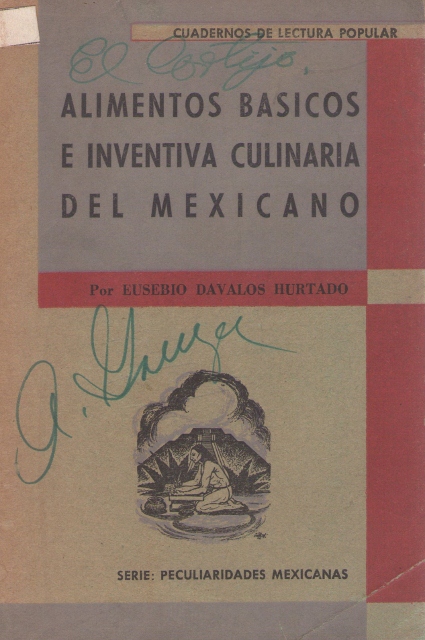 CUADERNOS DE LECTURA POPULAR
El Cortijo.
ALIMENTOS BASICOS
E INVENTIVA CULINARIA
DEL MEXICANO
Por EUSEBIO DAVALOS HURTADO
A.
SERIE: PECULIARIDADES MEXICANAS